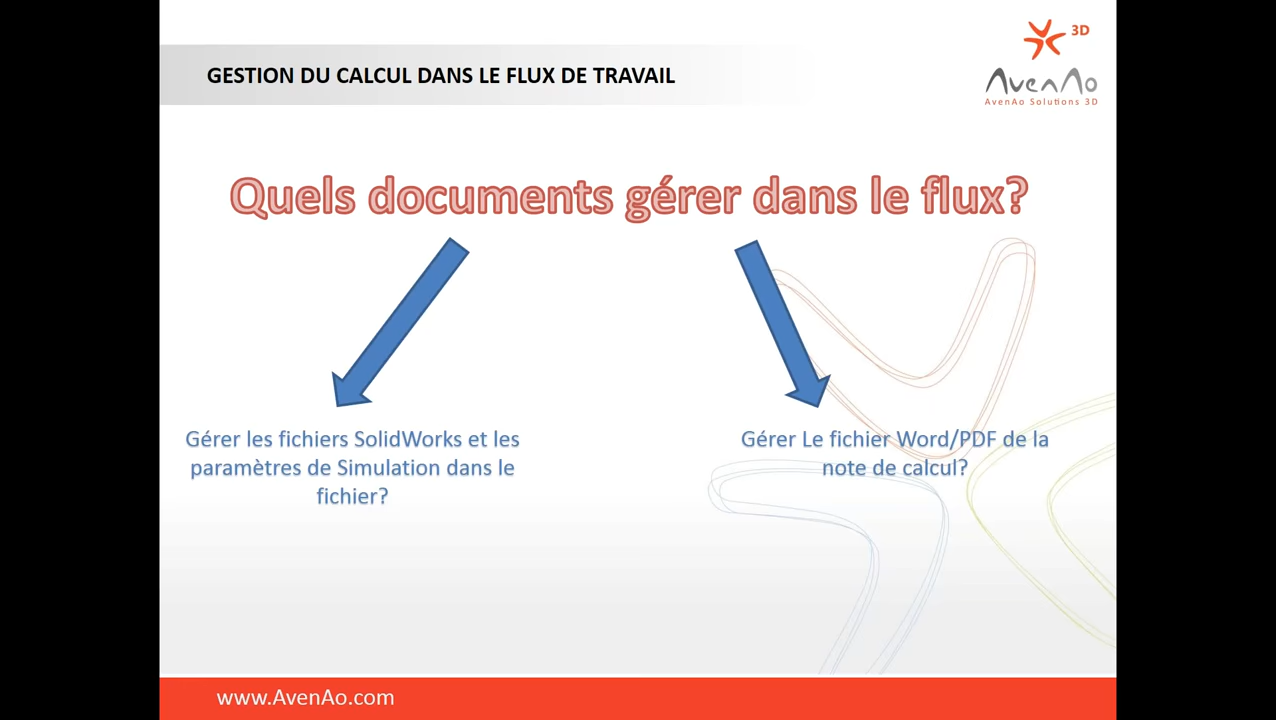 3D
AvenAo
AvenAo Solutions 3D
GESTION DU CALCUL DANS LE FLUX DE TRAVAIL
Quels documents gérer dans le flux?
Gérer les fichiers SolidWorks et les
paramètres de Simulation dans le
fichier?
Gérer Le fichier Word/PDF de la
note de calcul?
www.AvenAo.com